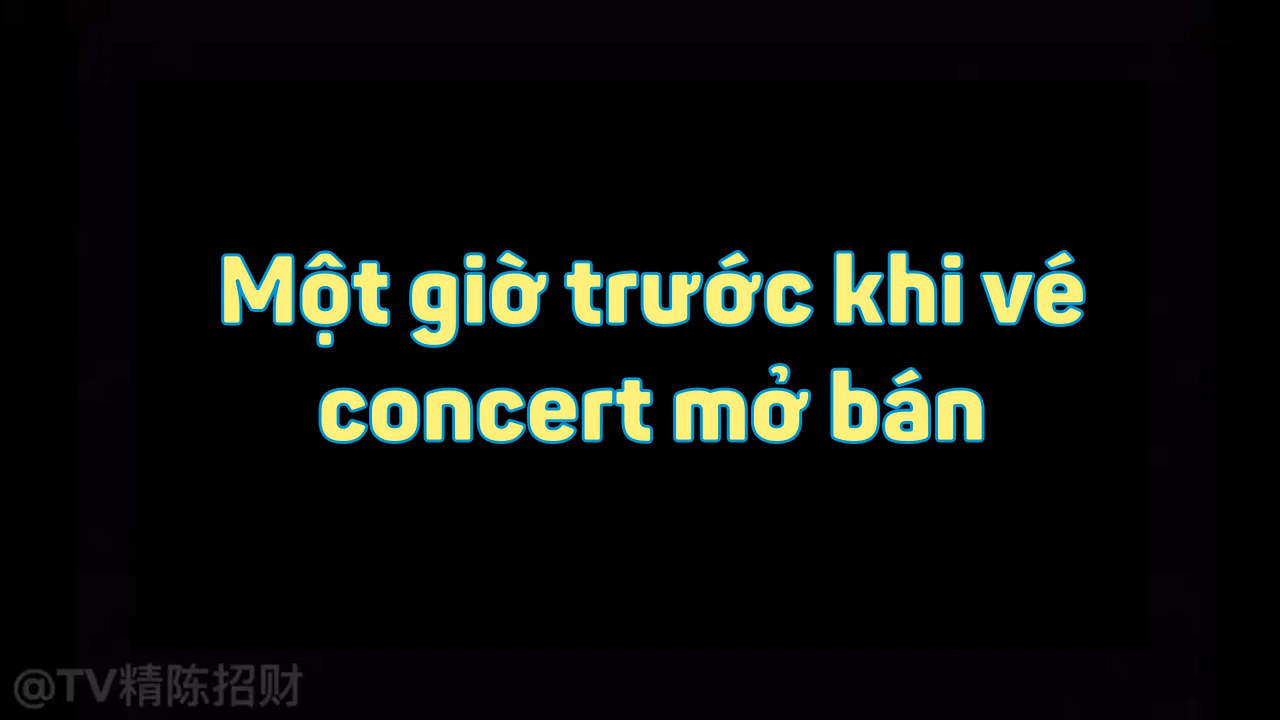 Một giờ trước khi vé
concert mở bán
@TV精陈招财